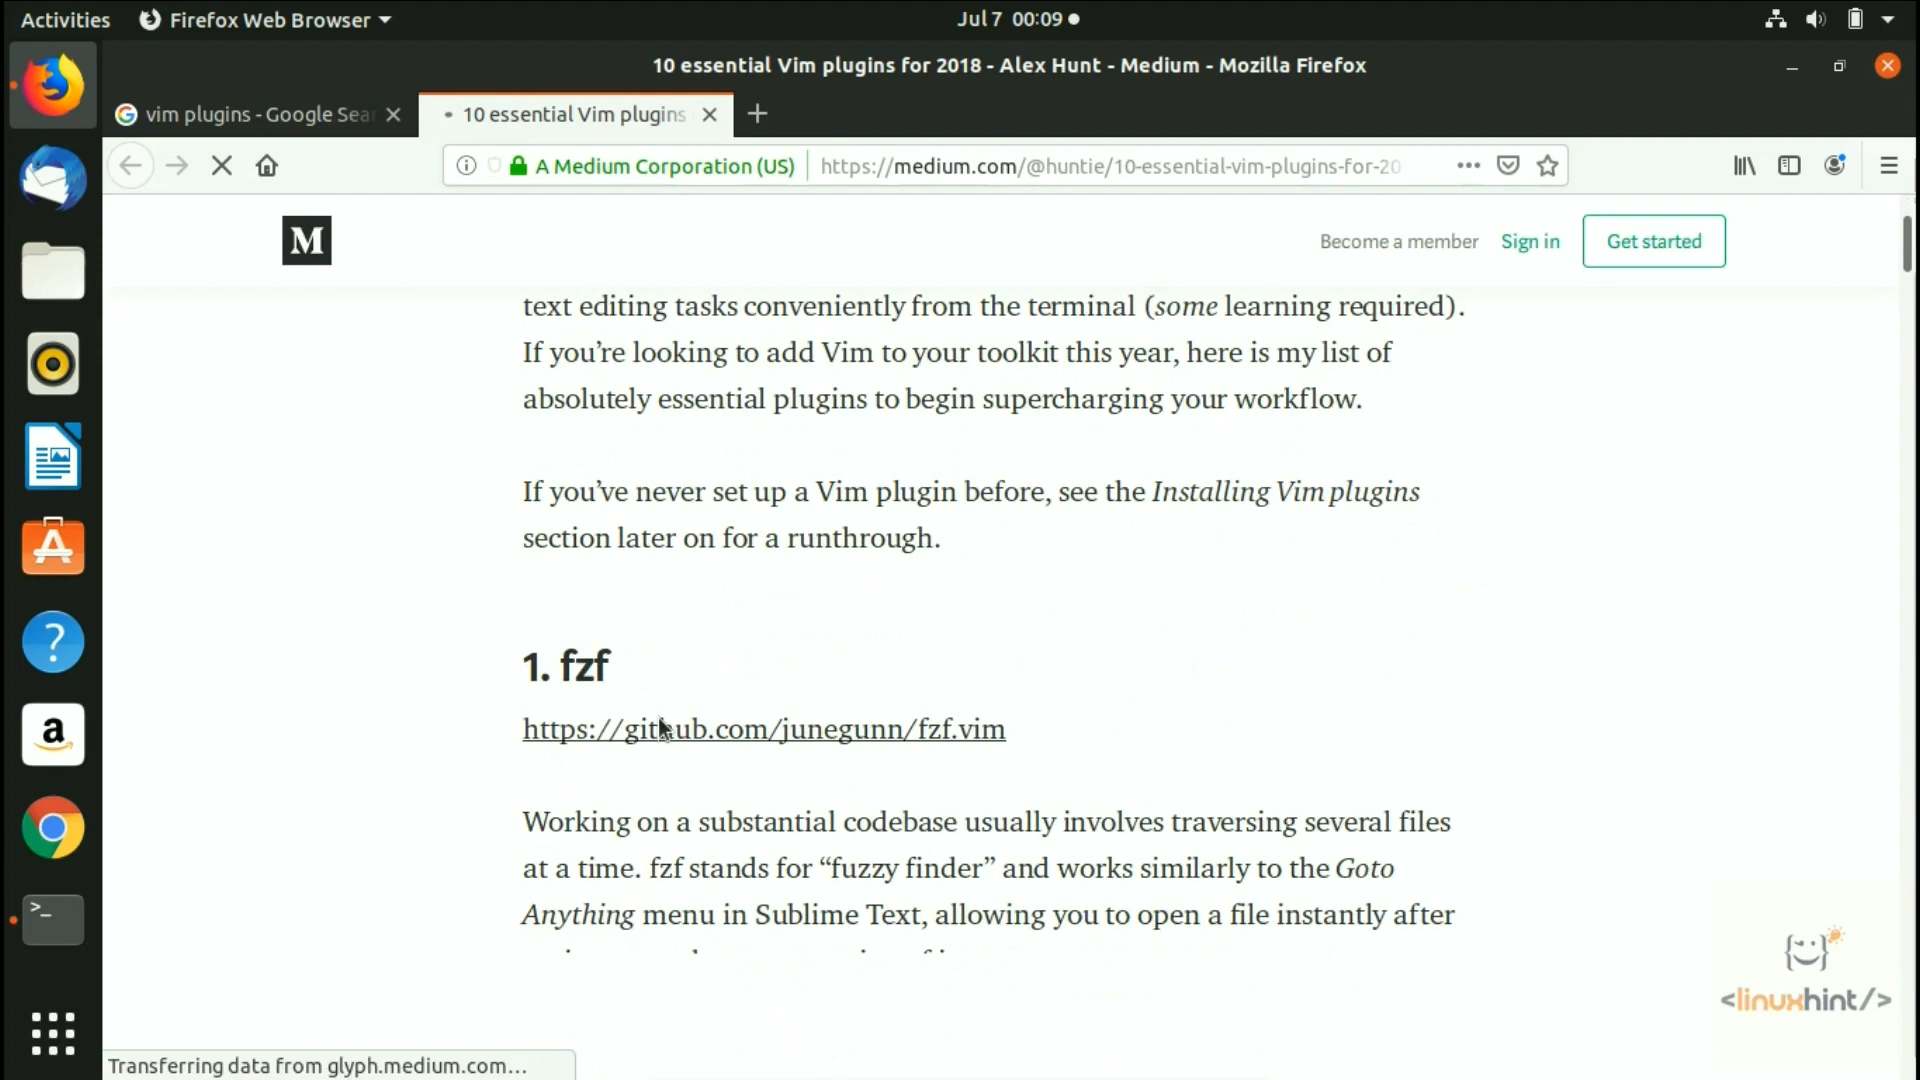 Activities Firefox Web Browser Jul 7 00:09
10 essential Vim plugins for 2018 - Alex Hunt - Medium - Mozilla Firefox
vim plugins - Google Sear 10 essential Vim plugins
A Medium Corporation (US) https://medium.com/@huntie/10-essential-vim-plugins-for-20
M Become a member Sign in Get started
text editing tasks conveniently from the terminal (some learning required).
If you’re looking to add Vim to your toolkit this year, here is my list of
absolutely essential plugins to begin supercharging your workflow.
If you’ve never set up a Vim plugin before, see the Installing Vim plugins
section later on for a runthrough.
1. fzf
https://github.com/junegunn/fzf.vim
Working on a substantial codebase usually involves traversing several files
at a time. fzf stands for “fuzzy finder” and works similarly to the Goto
Anything menu in Sublime Text, allowing you to open a file instantly after
<linuxhint/>
Transferring data from glyph.medium.com...